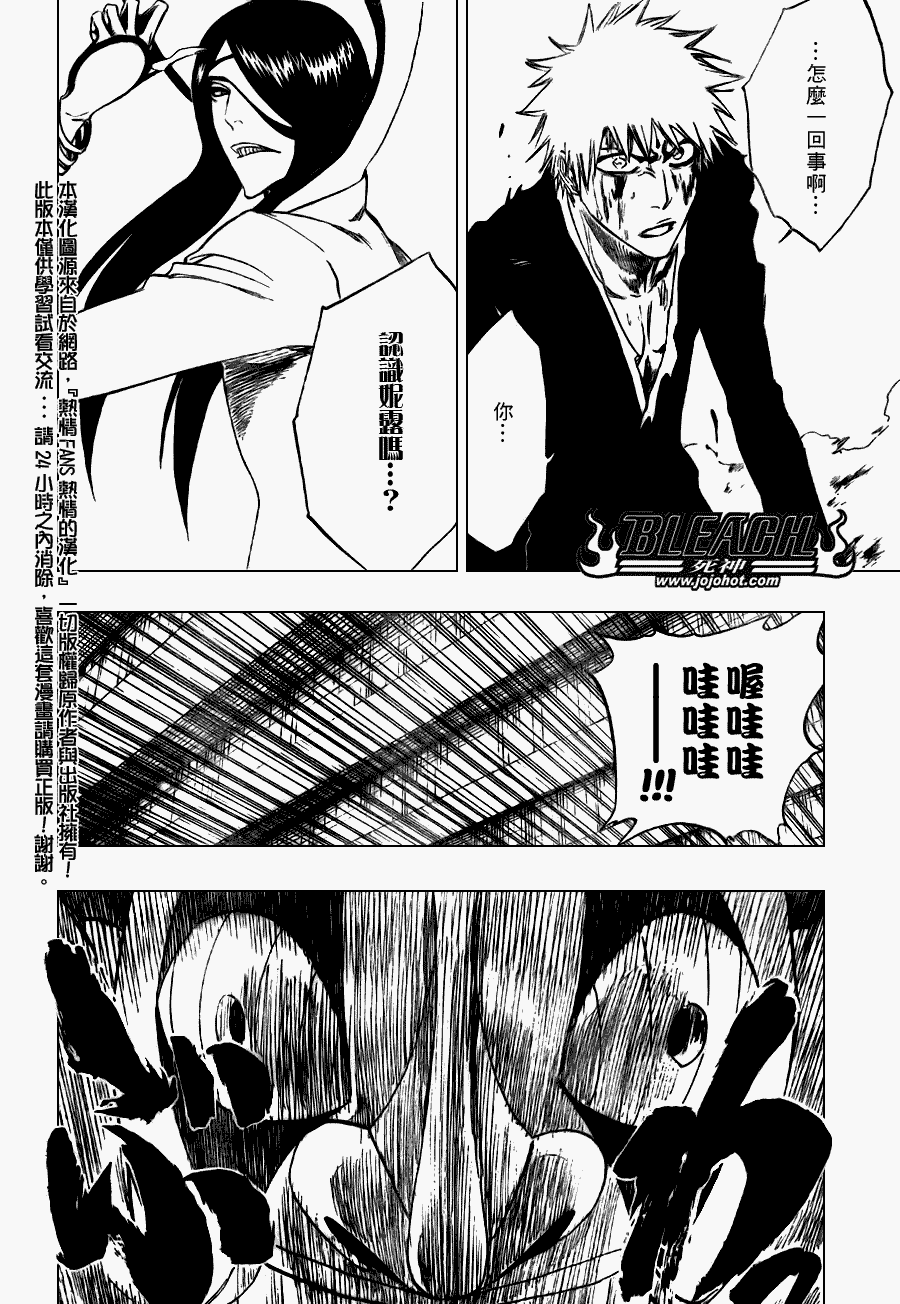 …怎麼一回事啊…
你…
認識妮露嗎…？
BLEACH
死神
www.jojohot.com
喔哇哇
哇哇哇
——!!!
本漢化圖源來自於網路，『熱情FANS熱情的漢化』一切版權歸原作者與出版社擁有！
此版本僅供學習試看交流… 請24小時之內消除，喜歡這套漫畫請購買正版！謝謝。